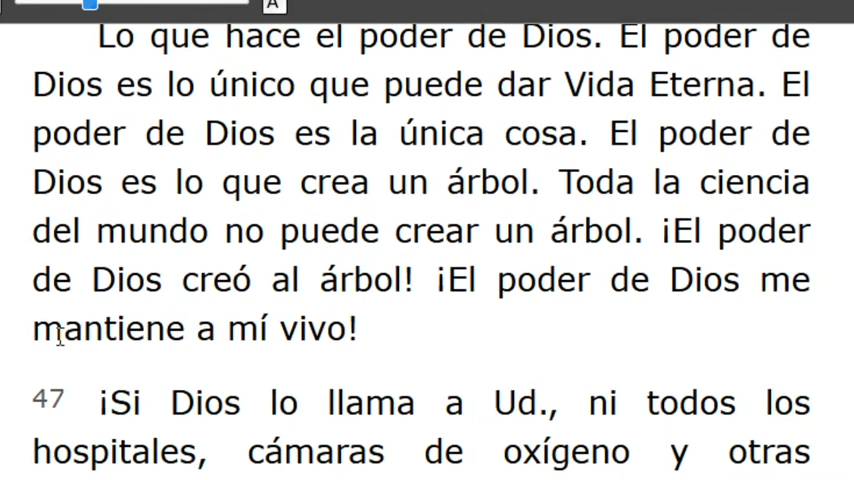 A
Lo que hace el poder de Dios. El poder de
Dios es lo único que puede dar Vida Eterna. El
poder de Dios es la única cosa. El poder de
Dios es lo que crea un árbol. Toda la ciencia
del mundo no puede crear un árbol. ¡El poder
de Dios creó al árbol! ¡El poder de Dios me
mantiene a mí vivo!
47 ¡Si Dios lo llama a Ud., ni todos los
hospitales, cámaras de oxígeno y otras